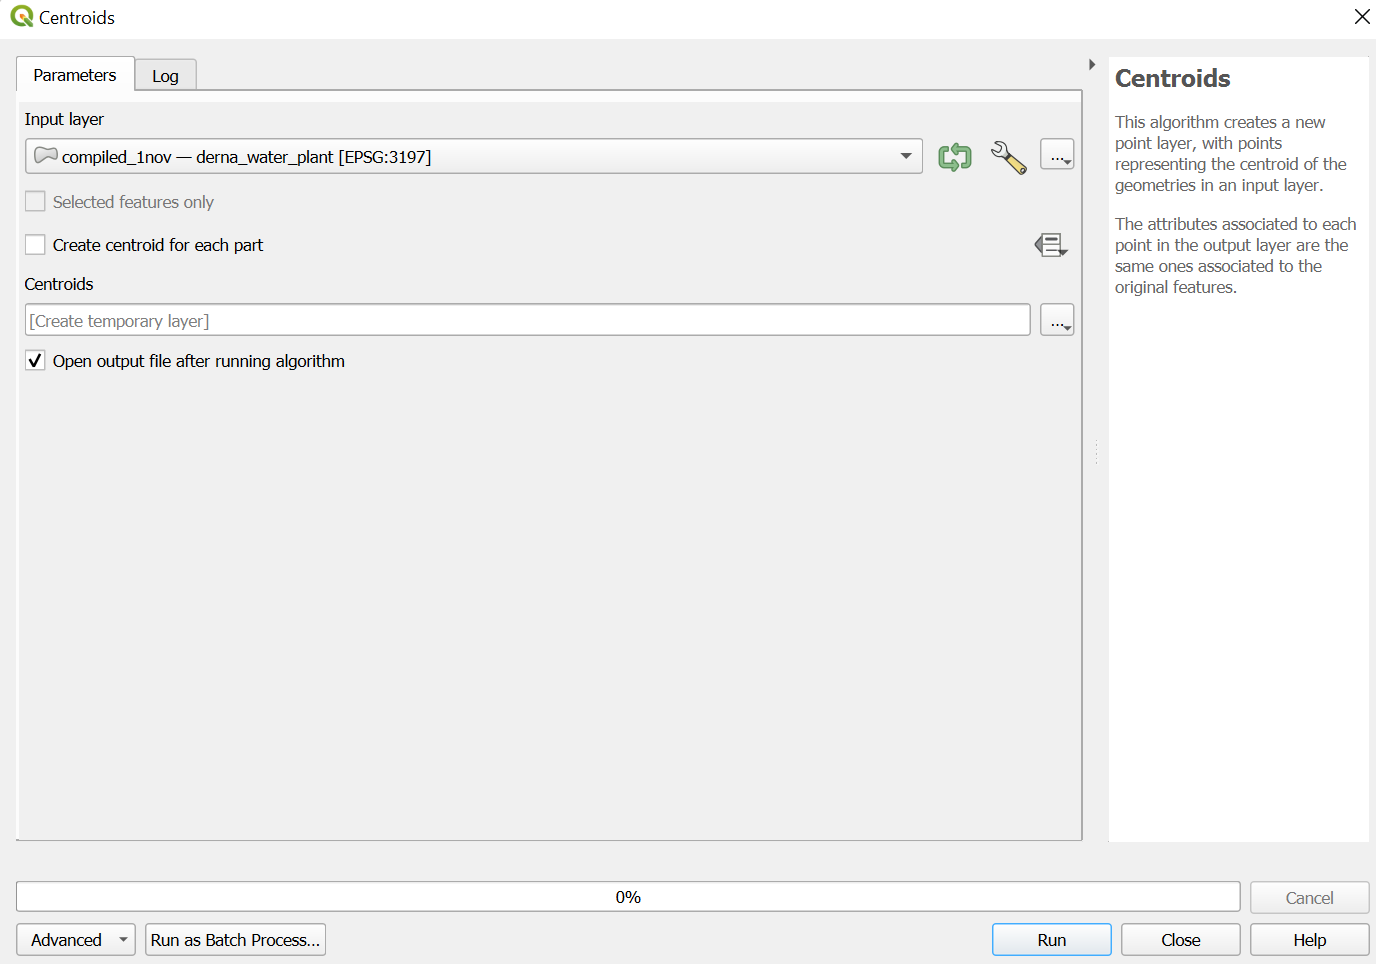 Centroids
Parameters
Log
Input layer
compiled_1nov — derna_water_plant [EPSG:3197]
...
Selected features only
Create centroid for each part
Centroids
[Create temporary layer]
...
Open output file after running algorithm
Centroids
This algorithm creates a new
point layer, with points
representing the centroid of the
geometries in an input layer.
The attributes associated to each
point in the output layer are the
same ones associated to the
original features.
0%
Cancel
Advanced
Run as Batch Process...
Run
Close
Help